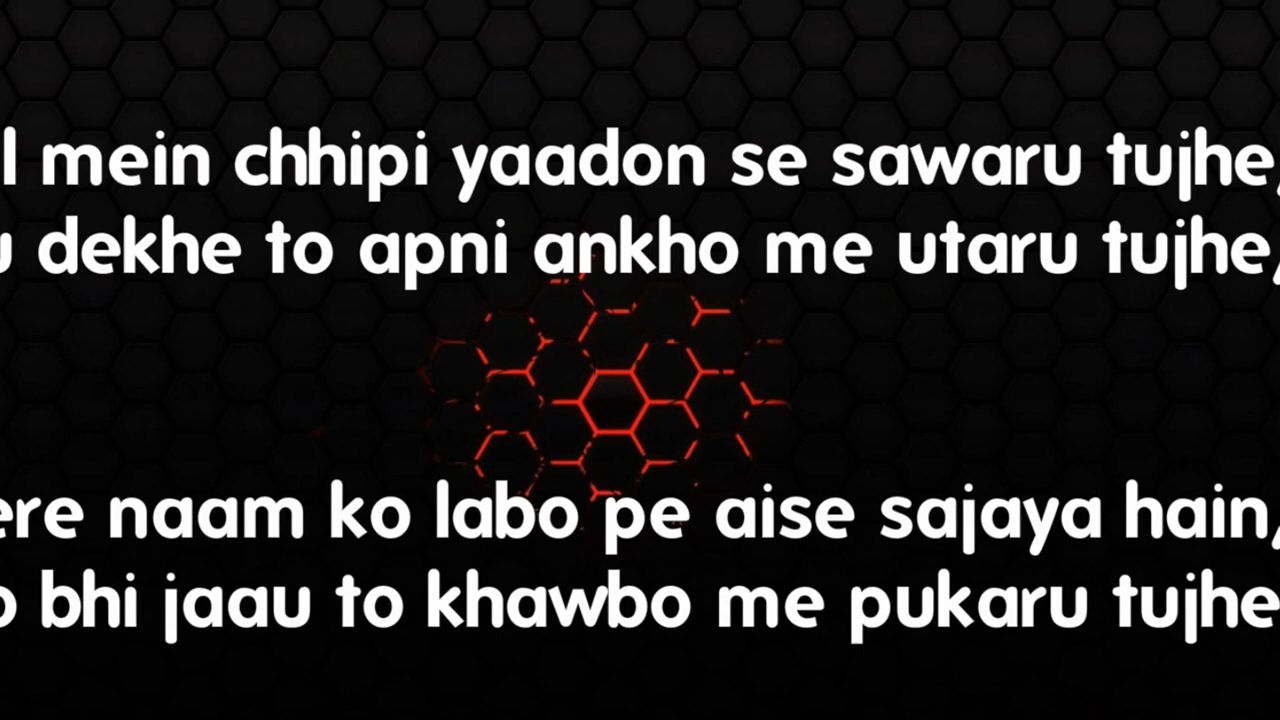 mein chhipi yaadon se sawaru tujhe,
dekhe to apni ankho me utaru tujhe,
naam ko labo pe aise sajaya hain,
bhi jaau to khawbo me pukaru tujhe